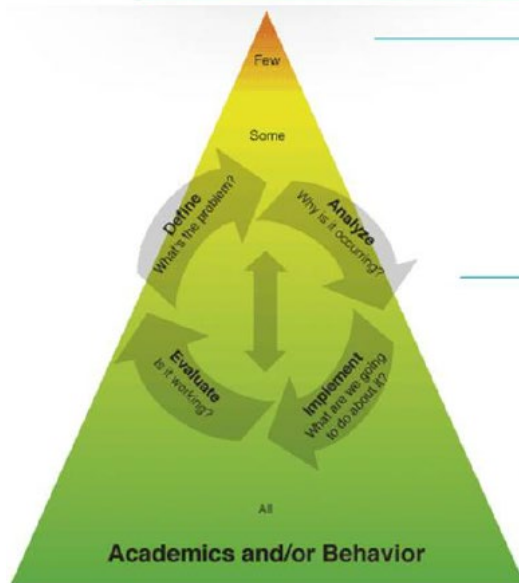 Few
Some
Define
What's the problem?
Analyze
Why is it occurring?
Implement
What are we going
to do about it?
Evaluate
Is it working?
All
Academics and/or Behavior